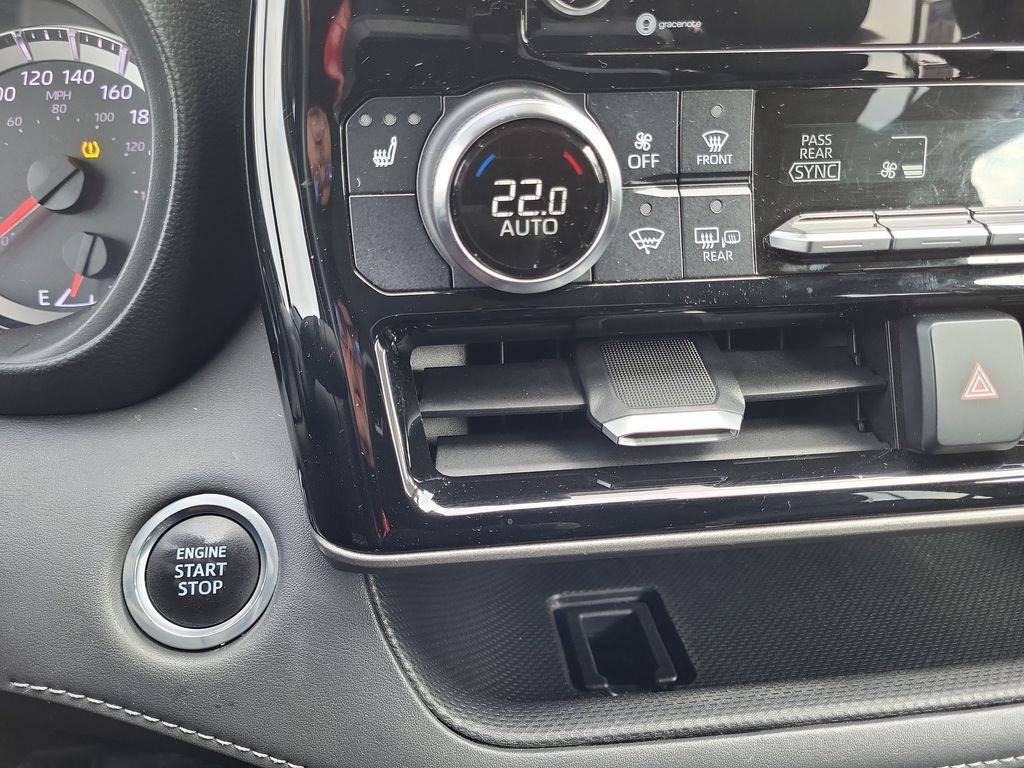 gracenote
120 140
160
MPH
80
60
100
18
120
E
22.0
AUTO
OFF
FRONT
REAR
PASS
REAR
SYNC
ENGINE
START
STOP